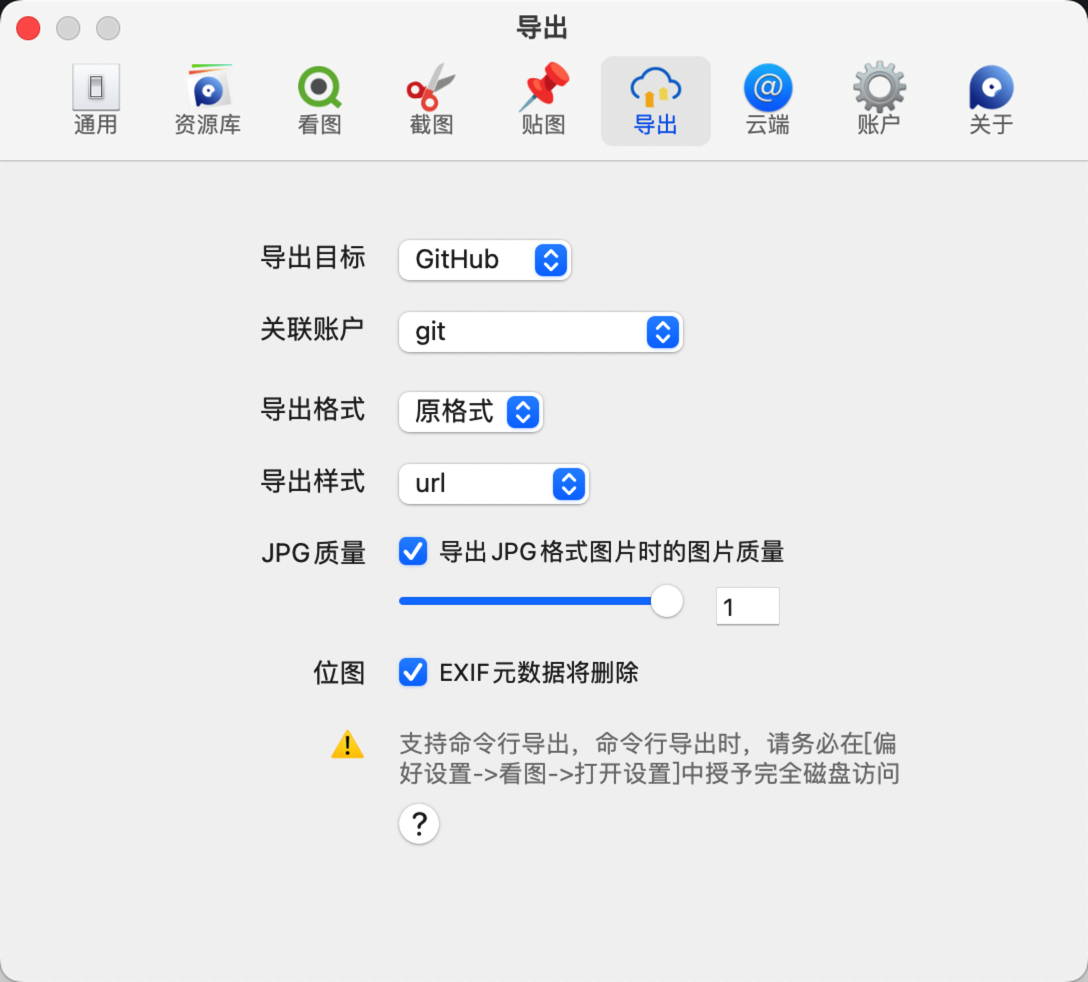 导出
通用 资源库 看图 截图 贴图 导出 云端 账户 关于
导出目标 GitHub
关联账户 git
导出格式 原格式
导出样式 url
JPG质量 导出JPG格式图片时的图片质量
1
位图 EXIF元数据将删除
支持命令行导出，命令行导出时，请务必在[偏
好设置->看图->打开设置]中授予完全磁盘访问
?